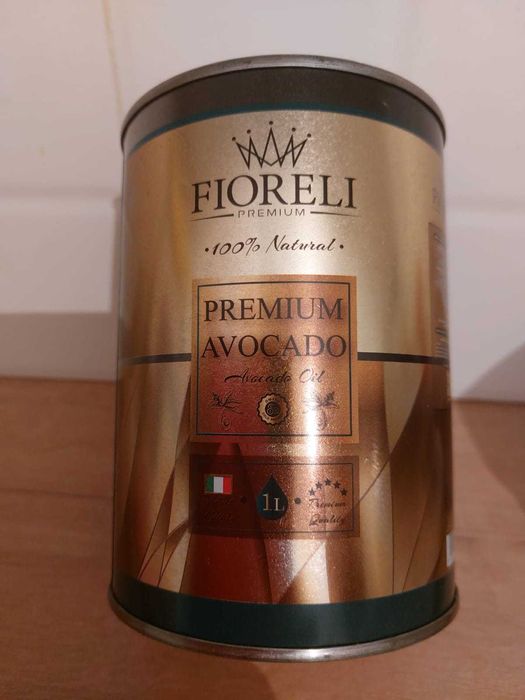 FIORELI
PREMIUM
• 100% Natural •
PREMIUM
AVOCADO
Avocado Oil
1L
Premium
Quality